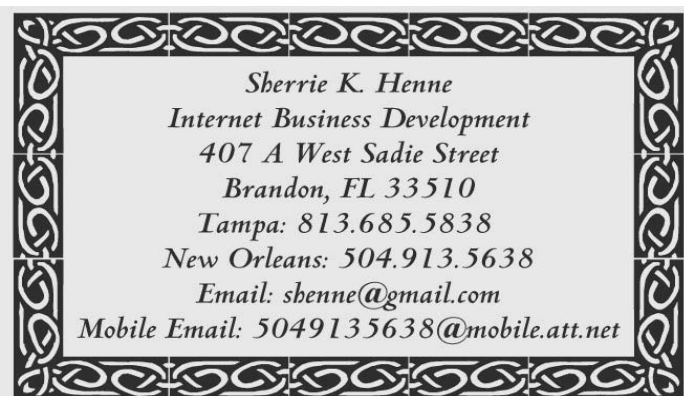 Sherrie K. Henne
Internet Business Development
407 A West Sadie Street
Brandon, FL 33510
Tampa: 813.685.5838
New Orleans: 504.913.5638
Email: shenne@gmail.com
Mobile Email: 5049135638@mobile.att.net